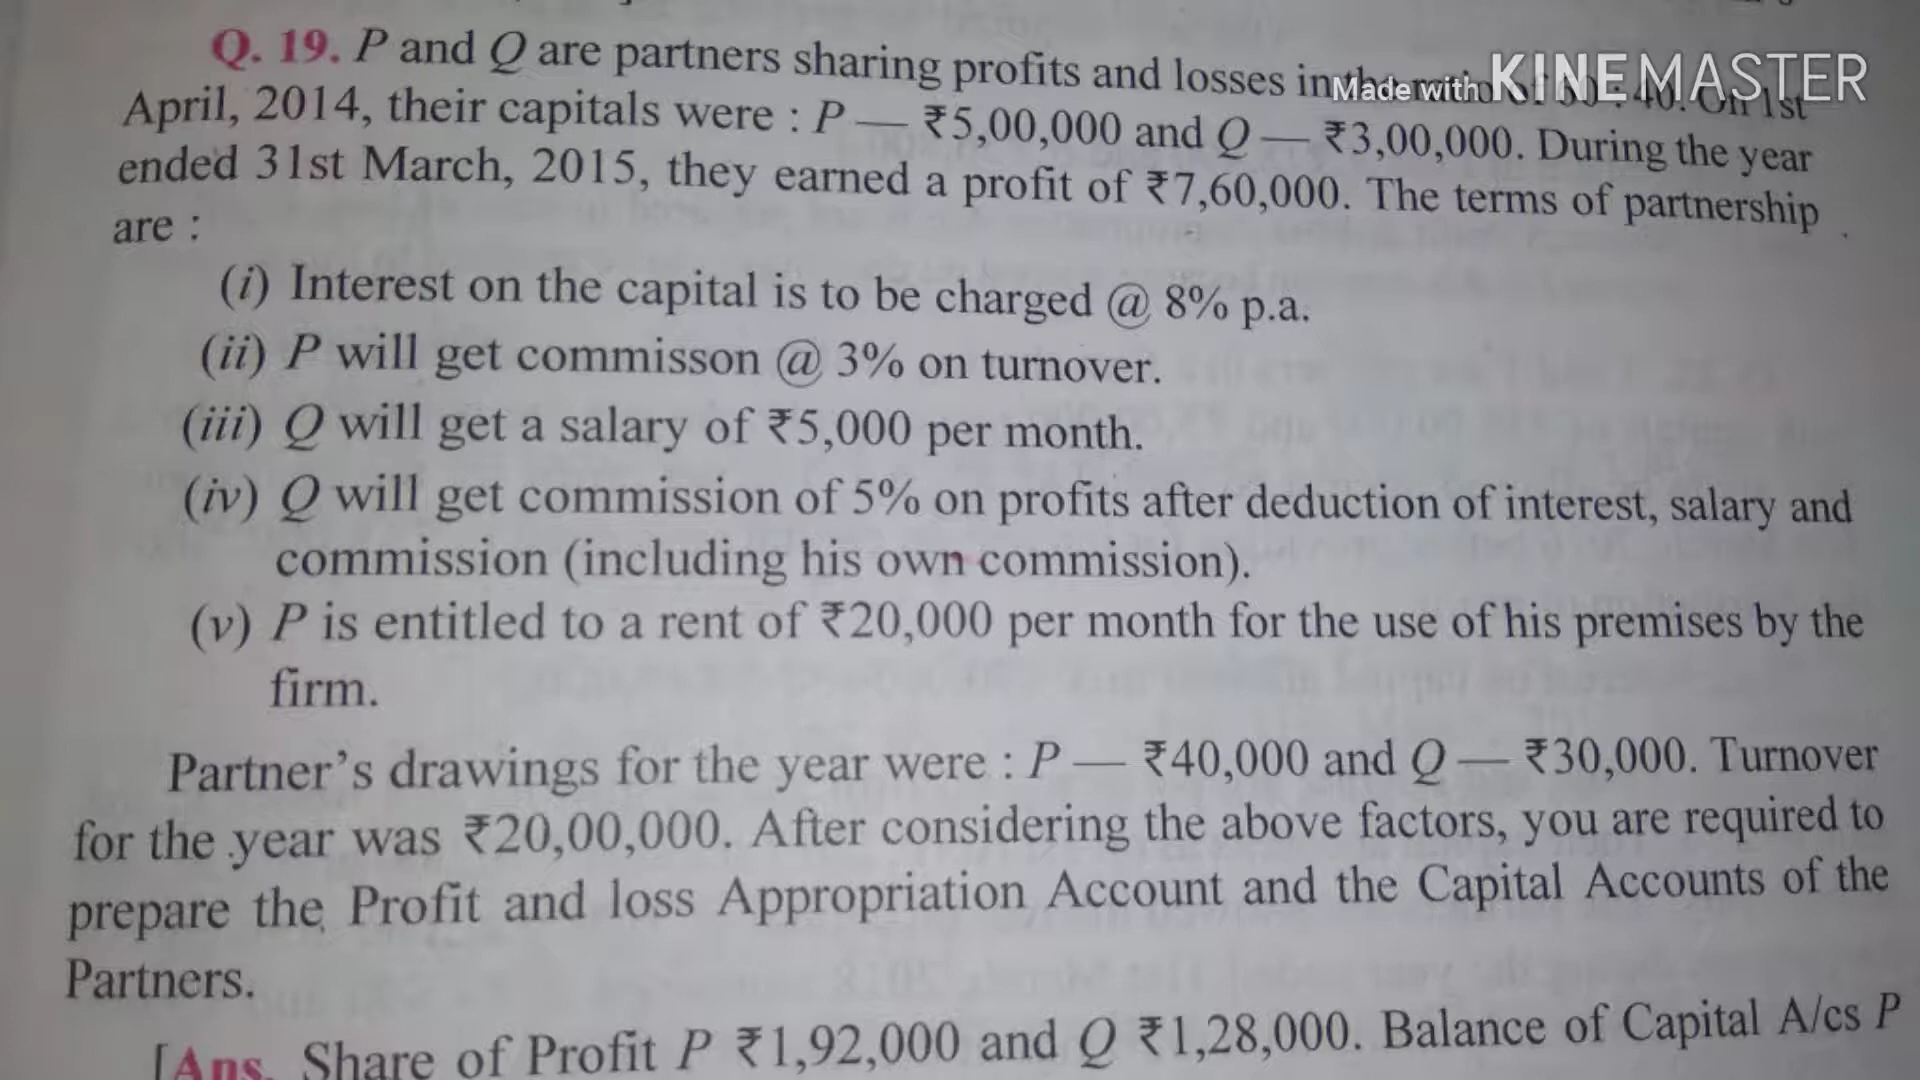 Q. 19. P and Q are partners sharing profits and losses in the ratio of 60 : 40. On 1st
Made with KINEMASTER
April, 2014, their capitals were : P — ₹5,00,000 and Q — ₹3,00,000. During the year
ended 31st March, 2015, they earned a profit of ₹7,60,000. The terms of partnership
are :
(i) Interest on the capital is to be charged @ 8% p.a.
(ii) P will get commisson @ 3% on turnover.
(iii) Q will get a salary of ₹5,000 per month.
(iv) Q will get commission of 5% on profits after deduction of interest, salary and
commission (including his own commission).
(v) P is entitled to a rent of ₹20,000 per month for the use of his premises by the
firm.
Partner's drawings for the year were : P — ₹40,000 and Q — ₹30,000. Turnover
for the year was ₹20,00,000. After considering the above factors, you are required to
prepare the Profit and loss Appropriation Account and the Capital Accounts of the
Partners.
[Ans. Share of Profit P ₹1,92,000 and Q ₹1,28,000. Balance of Capital A/cs P